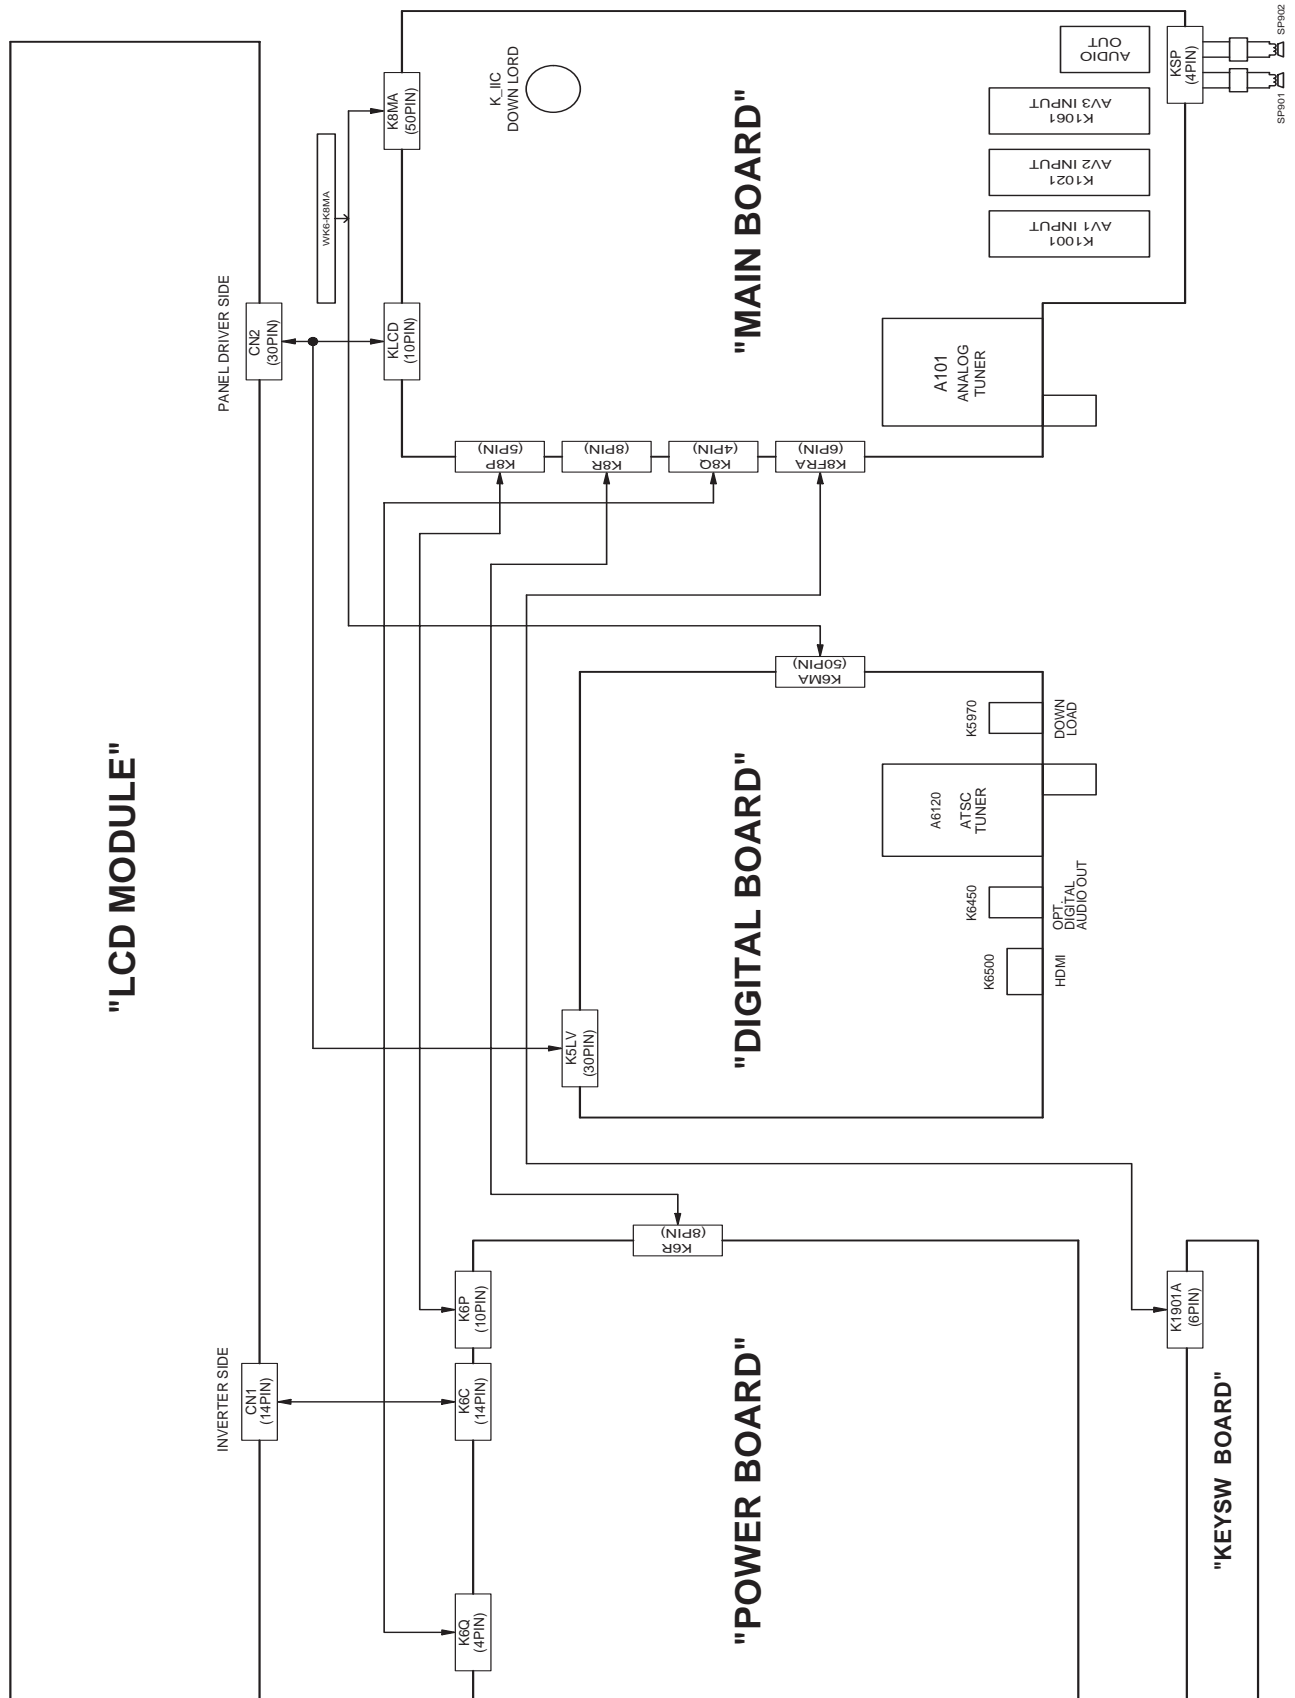 "LCD MODULE"
INVERTER SIDE
CN1
(14PIN)
PANEL DRIVER SIDE
CN2
(30PIN)
WK6-K8MA
"POWER BOARD"
K6Q
(4PIN)
K6C
(14PIN)
K6P
(10PIN)
K6R
(8PIN)
"KEYSW BOARD"
K1901A
(6PIN)
"DIGITAL BOARD"
K5LV
(30PIN)
K6MA
(50PIN)
K6500
HDMI
K6450
OPT.
DIGITAL
AUDIO OUT
A6120
ATSC
TUNER
K5970
DOWN
LOAD
"MAIN BOARD"
KLCD
(10PIN)
K8MA
(50PIN)
K_IIC
DOWN LORD
K8P
(5PIN)
K8R
(8PIN)
K8Q
(4PIN)
K8FRA
(6PIN)
A101
ANALOG
TUNER
K1001
AV1 INPUT
K1021
AV2 INPUT
K1061
AV3 INPUT
AUDIO
OUT
KSP
(4PIN)
SP901
SP902